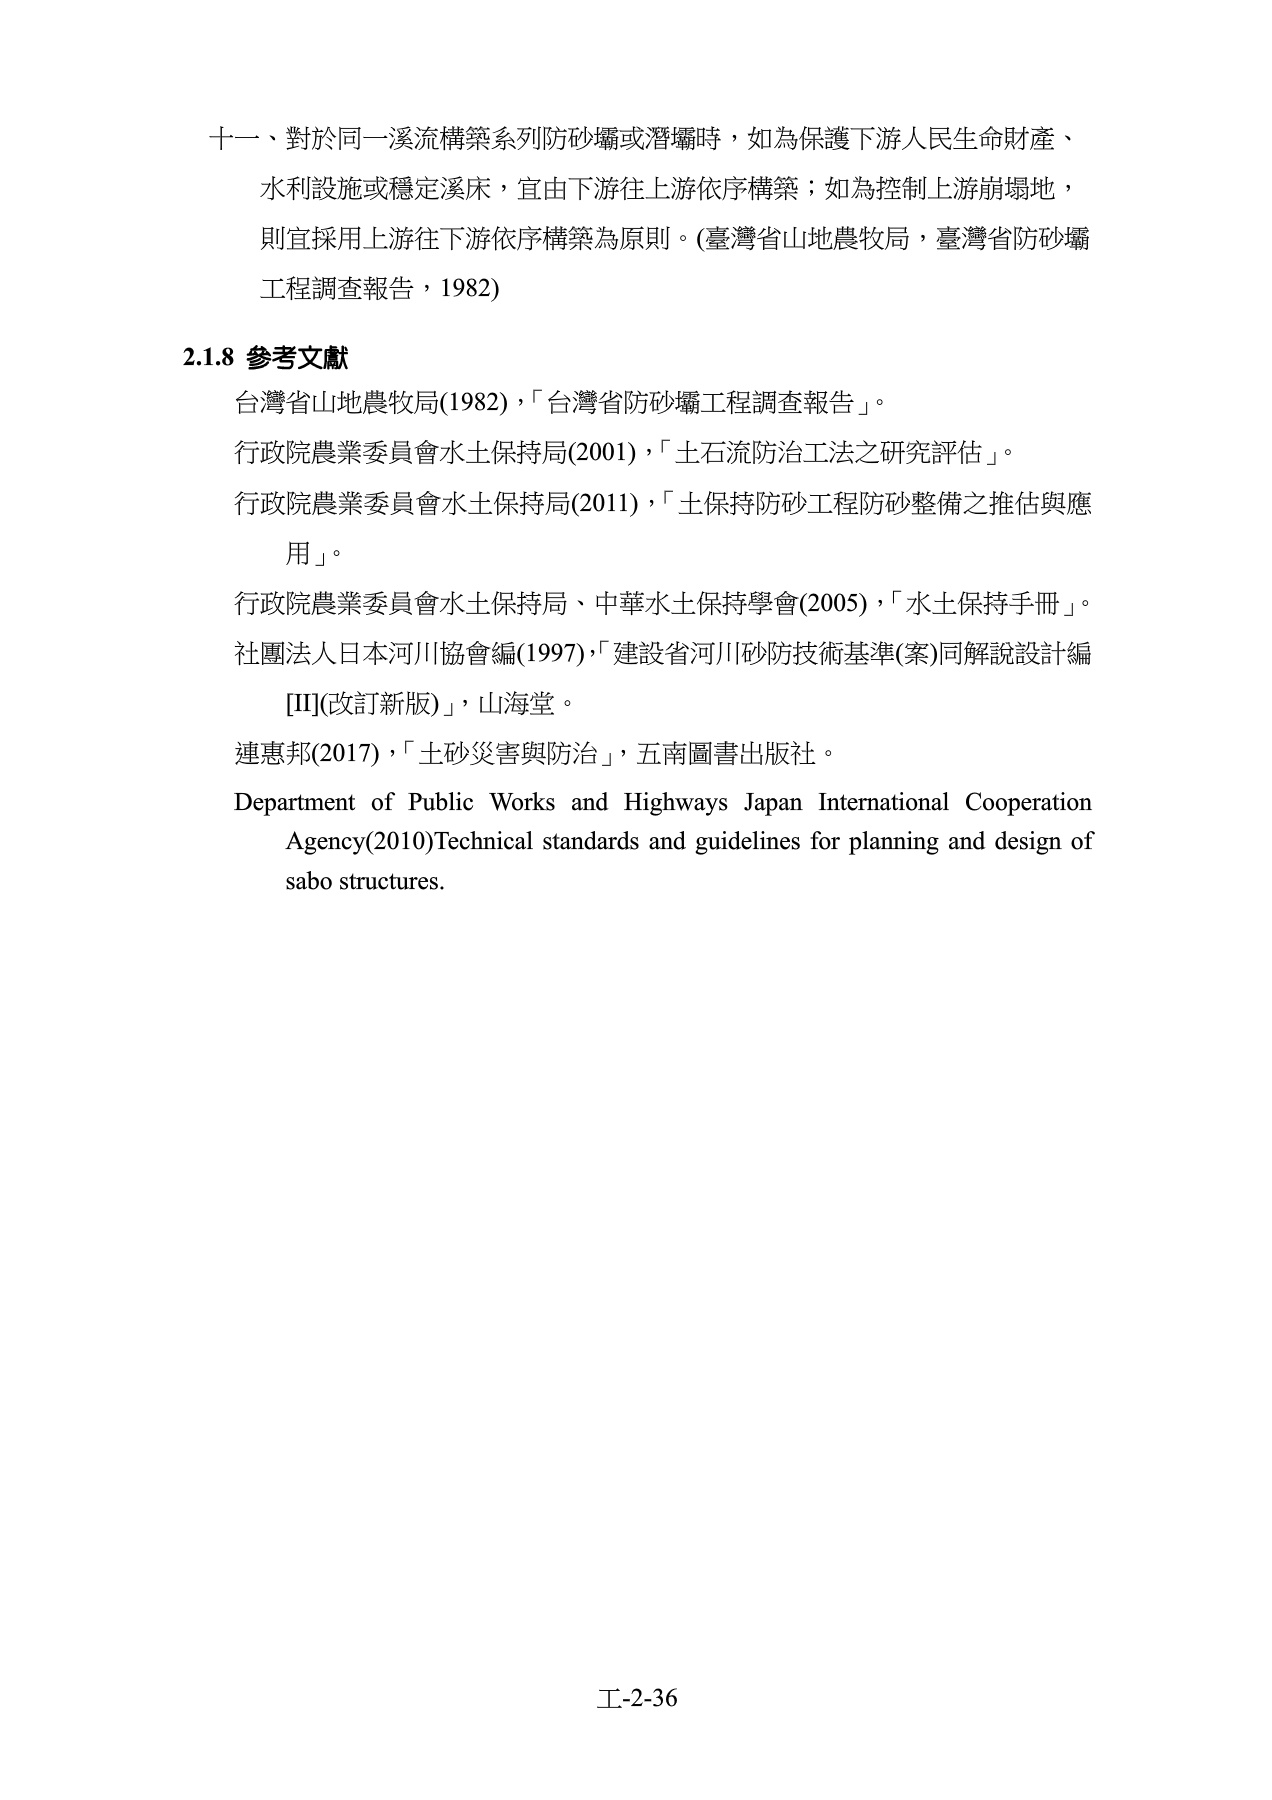 十一、對於同一溪流構築系列防砂壩或潛壩時，如為保護下游人民生命財產、
水利設施或穩定溪床，宜由下游往上游依序構築；如為控制上游崩塌地，
則宜採用上游往下游依序構築為原則。(臺灣省山地農牧局，臺灣省防砂壩
工程調查報告，1982)
2.1.8 參考文獻
台灣省山地農牧局(1982)，「台灣省防砂壩工程調查報告」。
行政院農業委員會水土保持局(2001)，「土石流防治工法之研究評估」。
行政院農業委員會水土保持局(2011)，「土保持防砂工程防砂整備之推估與應
用」。
行政院農業委員會水土保持局、中華水土保持學會(2005)，「水土保持手冊」。
社團法人日本河川協會編(1997)，「建設省河川砂防技術基準(案)同解說設計編
[II](改訂新版)」，山海堂。
連惠邦(2017)，「土砂災害與防治」，五南圖書出版社。
Department of Public Works and Highways Japan International Cooperation
Agency(2010)Technical standards and guidelines for planning and design of
sabo structures.
工-2-36